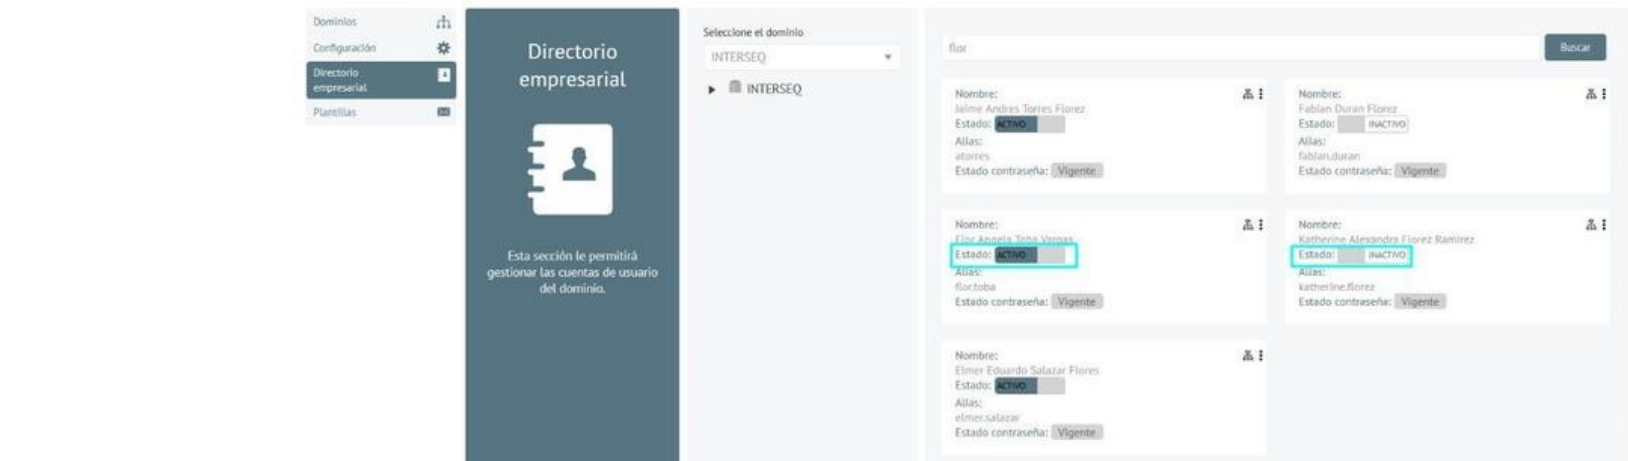 Dominios
Configuración
Directorio
empresarial
Plantillas
Directorio
empresarial
Esta sección le permitirá
gestionar las cuentas de usuario
del dominio.
Seleccione el dominio
INTERSEQ
INTERSEQ
flor
Buscar
Nombre:
Jaime Andres Torres Florez
Estado: ACTIVO
Alias:
atorres
Estado contraseña: Vigente
Nombre:
Fabian Duran Florez
Estado: INACTIVO
Alias:
fabian.duran
Estado contraseña: Vigente
Nombre:
Flor Angela Toba Vargas
Estado: ACTIVO
Alias:
flor.toba
Estado contraseña: Vigente
Nombre:
Katherine Alexandra Florez Ramirez
Estado: INACTIVO
Alias:
katherine.florez
Estado contraseña: Vigente
Nombre:
Elmer Eduardo Salazar Flores
Estado: ACTIVO
Alias:
elmer.salazar
Estado contraseña: Vigente